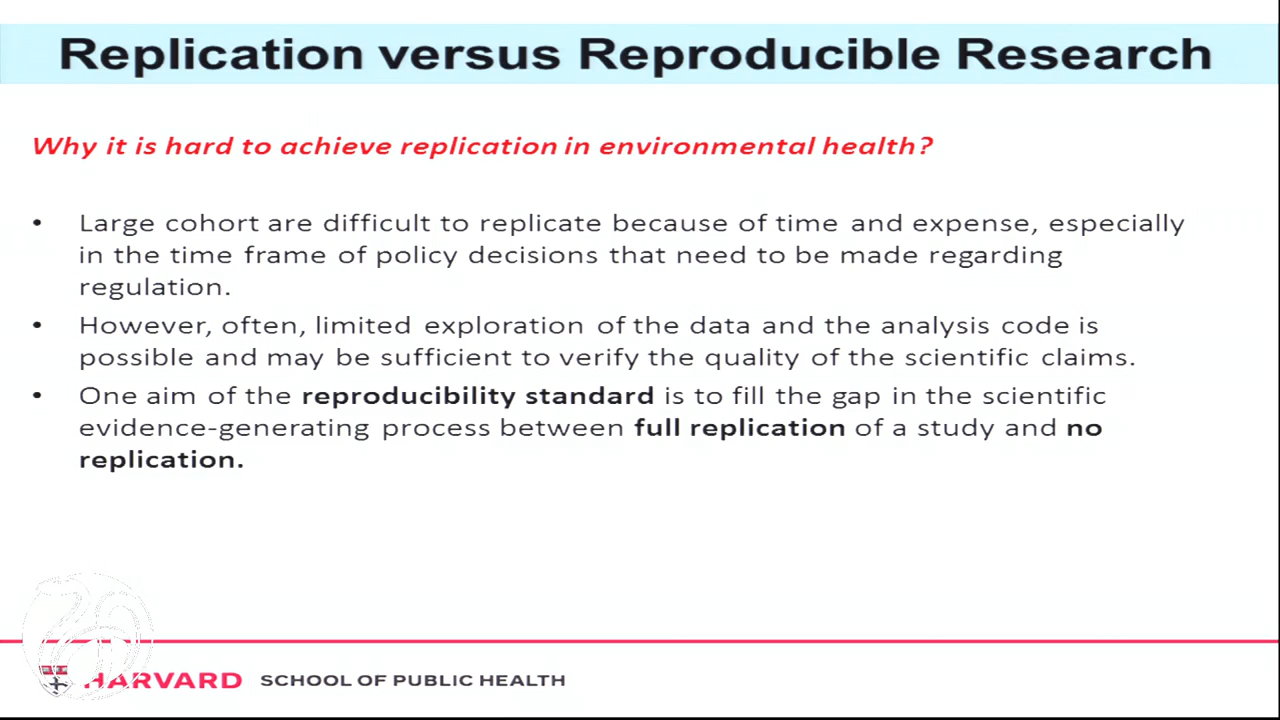 Replication versus Reproducible Research
Why it is hard to achieve replication in environmental health?
• Large cohort are difficult to replicate because of time and expense, especially
in the time frame of policy decisions that need to be made regarding
regulation.
• However, often, limited exploration of the data and the analysis code is
possible and may be sufficient to verify the quality of the scientific claims.
• One aim of the reproducibility standard is to fill the gap in the scientific
evidence-generating process between full replication of a study and no
replication.
HARVARD SCHOOL OF PUBLIC HEALTH